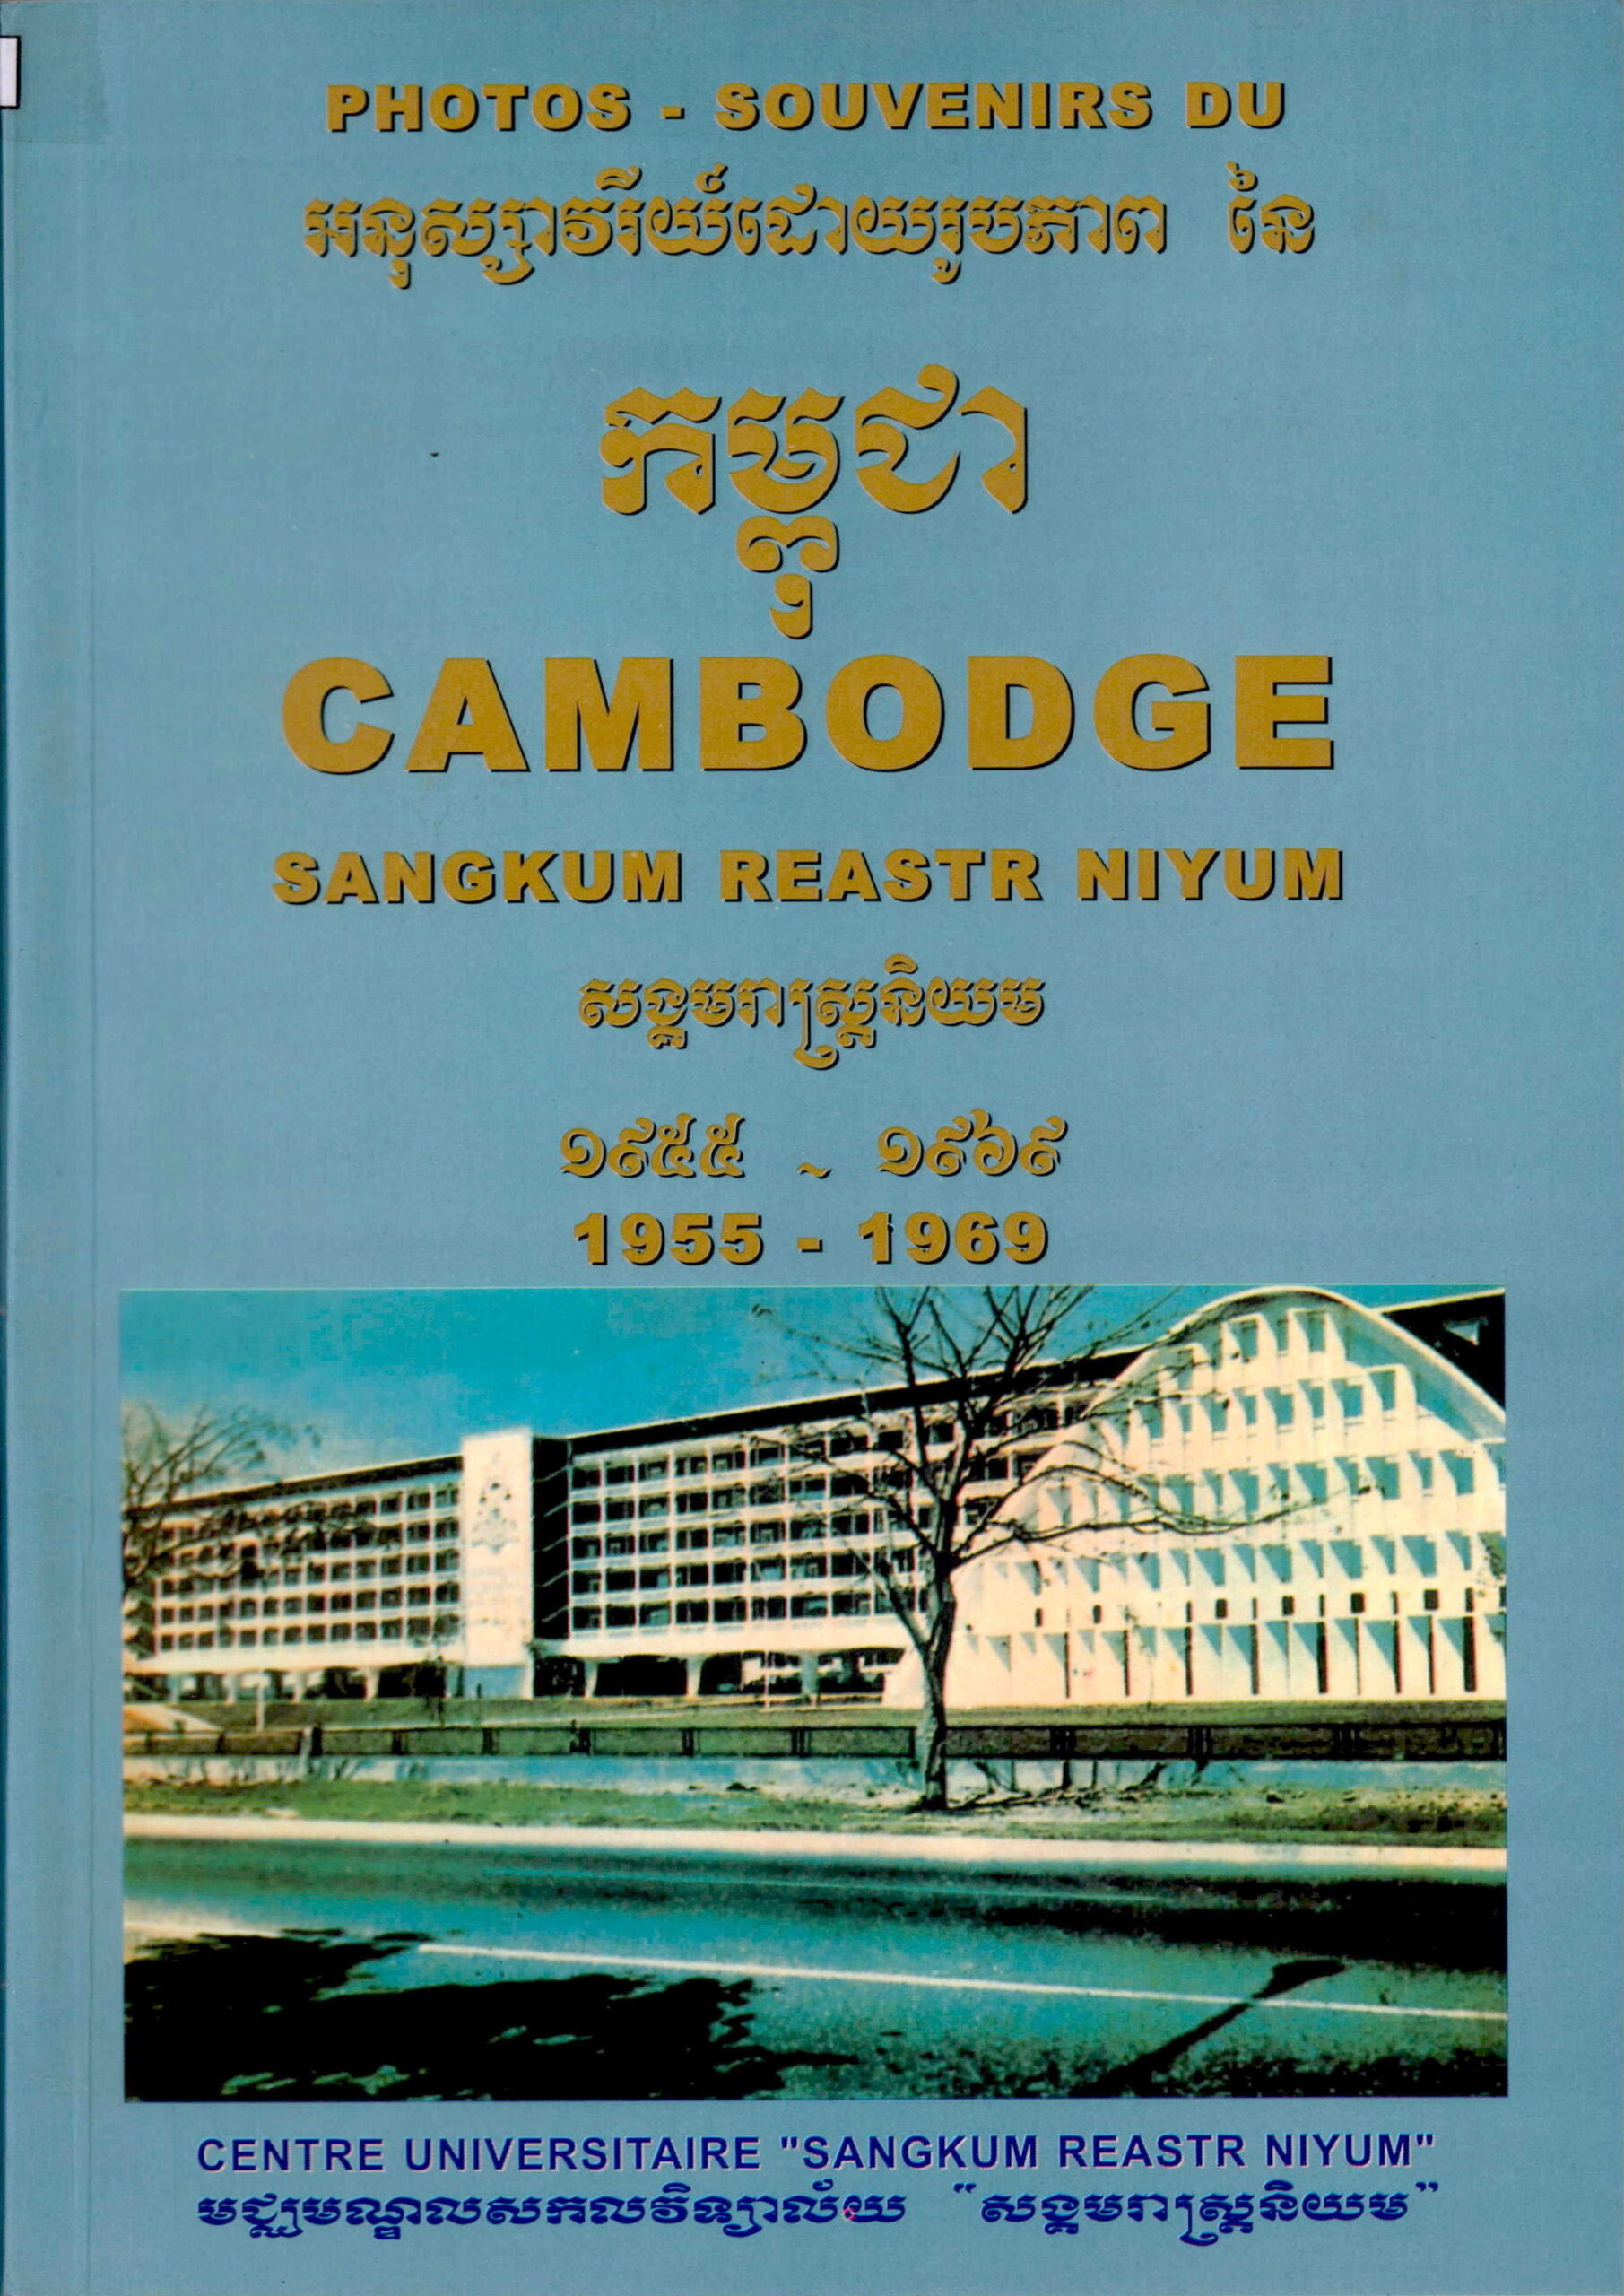 PHOTOS - SOUVENIRS DU
អនុស្សាវរីយ៍ដោយរូបភាព នៃ
កម្ពុជា
CAMBODGE
SANGKUM REASTR NIYUM
សង្គមរាស្ត្រនិយម
១៩៥៥ ~ ១៩៦៩
1955 - 1969
CENTRE UNIVERSITAIRE "SANGKUM REASTR NIYUM"
មជ្ឈមណ្ឌលសកលវិទ្យាល័យ “សង្គមរាស្ត្រនិយម”